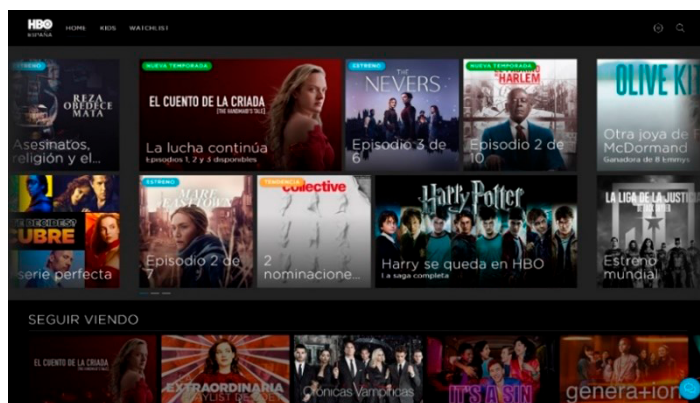 HBO
ESPAÑA
HOME KIDS WATCHLIST
ESTRENO
REZA
OBEDECE
MATA
Asesinatos,
religión y el...
NUEVA TEMPORADA
EL CUENTO DE LA CRIADA
[THE HANDMAID'S TALE]
La lucha continúa
Episodios 1, 2 y 3 disponibles
ESTRENO
THE
NEVERS
Episodio 3 de
6
NUEVA TEMPORADA
HARLEM
Episodio 2 de
10
OLIVE KIT
Otra joya de
McDormand
Ganadora de 8 Emmys
serie perfecta
ESTRENO
MARE
EASTTOWN
Episodio 2 de
7
TENDENCIA
Collective
2
nominacione...
Harry Potter
Harry se queda en HBO
La saga completa
LA LIGA DE LA JUSTICIA
Estreno
mundial
SEGUIR VIENDO
EL CUENTO DE LA CRIADA
EXTRAORDINARIA
PLAYLIST DE
Crónicas Vampíricas
IT'S A SIN
genera+ion